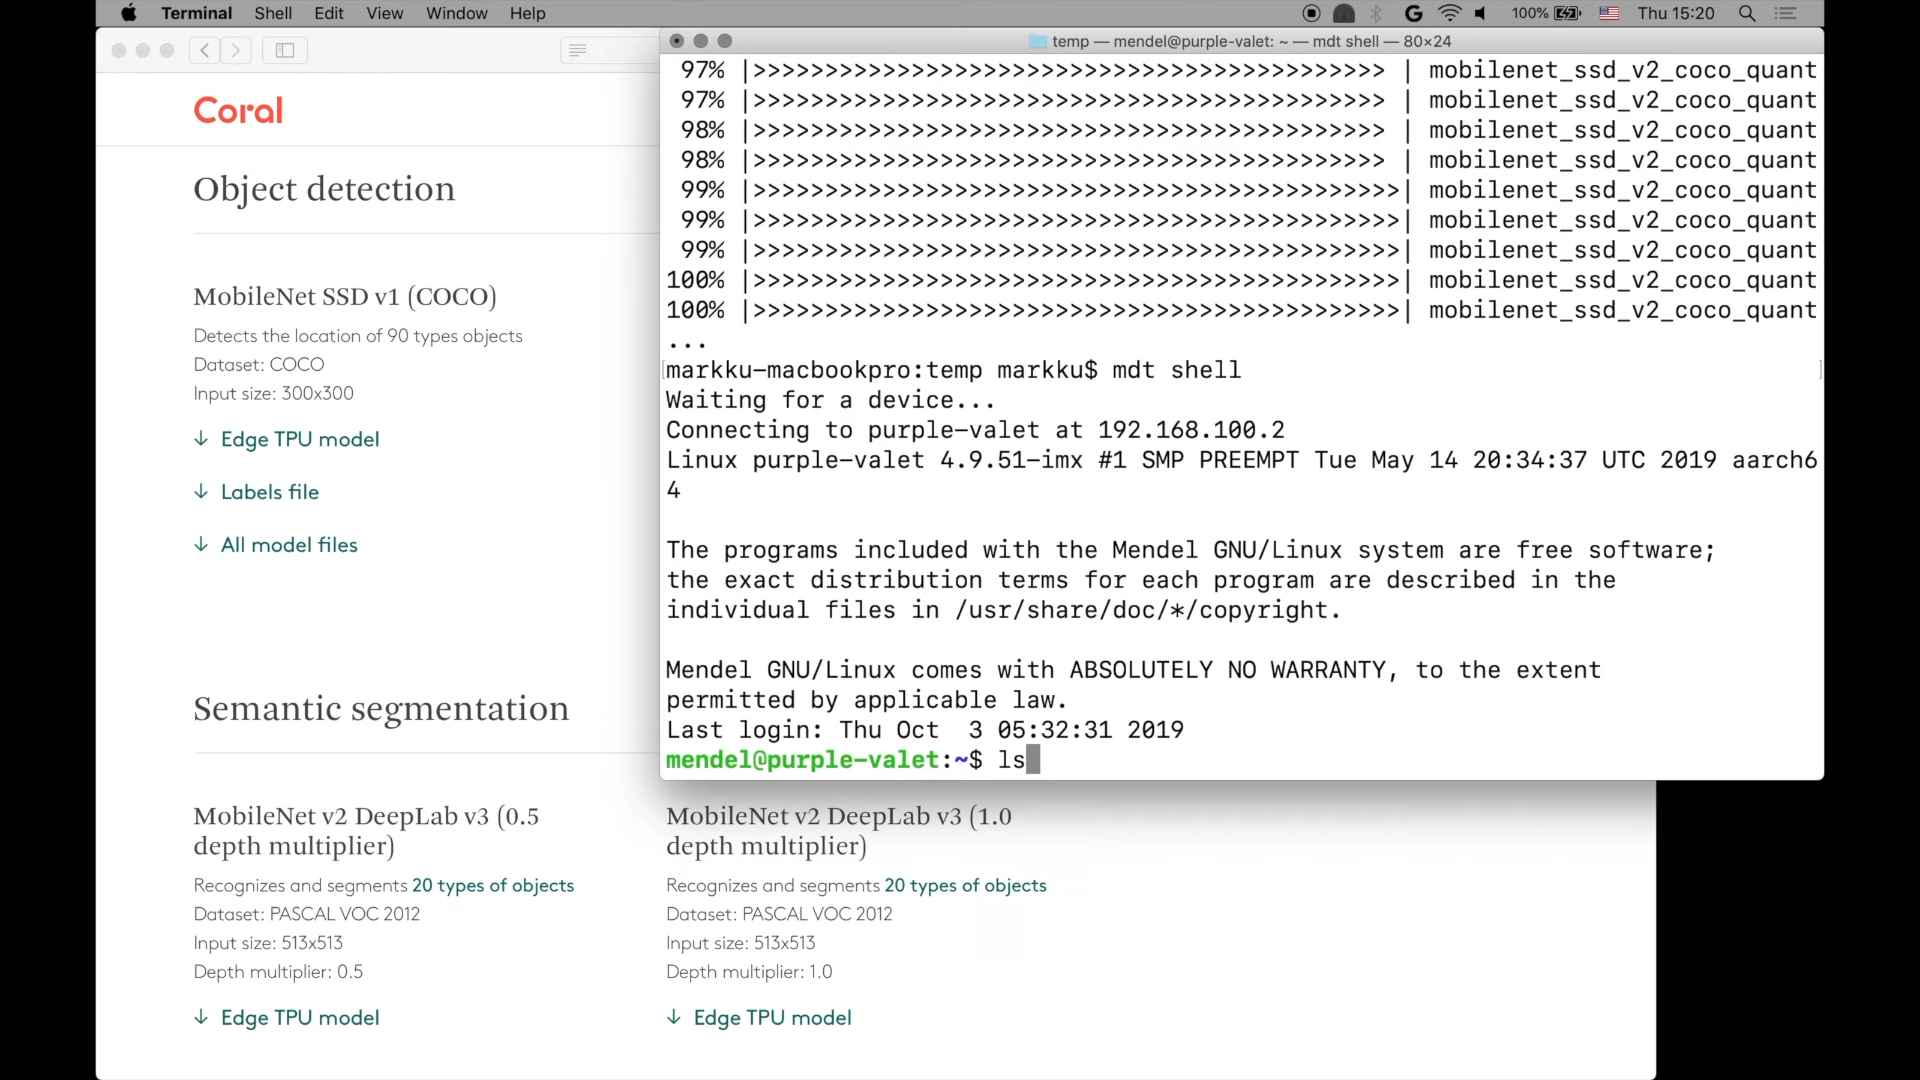 Terminal Shell Edit View Window Help
G 100% Thu 15:20
temp — mendel@purple-valet: ~ — mdt shell — 80×24
97% |>>>>>>>>>>>>>>>>>>>>>>>>>>>>>>>>>>>>>>>>>>>> | mobilenet_ssd_v2_coco_quant
97% |>>>>>>>>>>>>>>>>>>>>>>>>>>>>>>>>>>>>>>>>>>>> | mobilenet_ssd_v2_coco_quant
98% |>>>>>>>>>>>>>>>>>>>>>>>>>>>>>>>>>>>>>>>>>>>> | mobilenet_ssd_v2_coco_quant
98% |>>>>>>>>>>>>>>>>>>>>>>>>>>>>>>>>>>>>>>>>>>>> | mobilenet_ssd_v2_coco_quant
99% |>>>>>>>>>>>>>>>>>>>>>>>>>>>>>>>>>>>>>>>>>>>>>| mobilenet_ssd_v2_coco_quant
99% |>>>>>>>>>>>>>>>>>>>>>>>>>>>>>>>>>>>>>>>>>>>>>| mobilenet_ssd_v2_coco_quant
99% |>>>>>>>>>>>>>>>>>>>>>>>>>>>>>>>>>>>>>>>>>>>>>| mobilenet_ssd_v2_coco_quant
100% |>>>>>>>>>>>>>>>>>>>>>>>>>>>>>>>>>>>>>>>>>>>>>| mobilenet_ssd_v2_coco_quant
100% |>>>>>>>>>>>>>>>>>>>>>>>>>>>>>>>>>>>>>>>>>>>>>| mobilenet_ssd_v2_coco_quant
...
[markku-macbookpro:temp markku$ mdt shell ]
Waiting for a device...
Connecting to purple-valet at 192.168.100.2
Linux purple-valet 4.9.51-imx #1 SMP PREEMPT Tue May 14 20:34:37 UTC 2019 aarch6
4
The programs included with the Mendel GNU/Linux system are free software;
the exact distribution terms for each program are described in the
individual files in /usr/share/doc/*/copyright.
Mendel GNU/Linux comes with ABSOLUTELY NO WARRANTY, to the extent
permitted by applicable law.
Last login: Thu Oct  3 05:32:31 2019
mendel@purple-valet:~$ ls
Coral
Object detection
MobileNet SSD v1 (COCO)
Detects the location of 90 types objects
Dataset: COCO
Input size: 300x300
↓ Edge TPU model
↓ Labels file
↓ All model files
Semantic segmentation
MobileNet v2 DeepLab v3 (0.5
depth multiplier)
Recognizes and segments 20 types of objects
Dataset: PASCAL VOC 2012
Input size: 513x513
Depth multiplier: 0.5
↓ Edge TPU model
MobileNet v2 DeepLab v3 (1.0
depth multiplier)
Recognizes and segments 20 types of objects
Dataset: PASCAL VOC 2012
Input size: 513x513
Depth multiplier: 1.0
↓ Edge TPU model